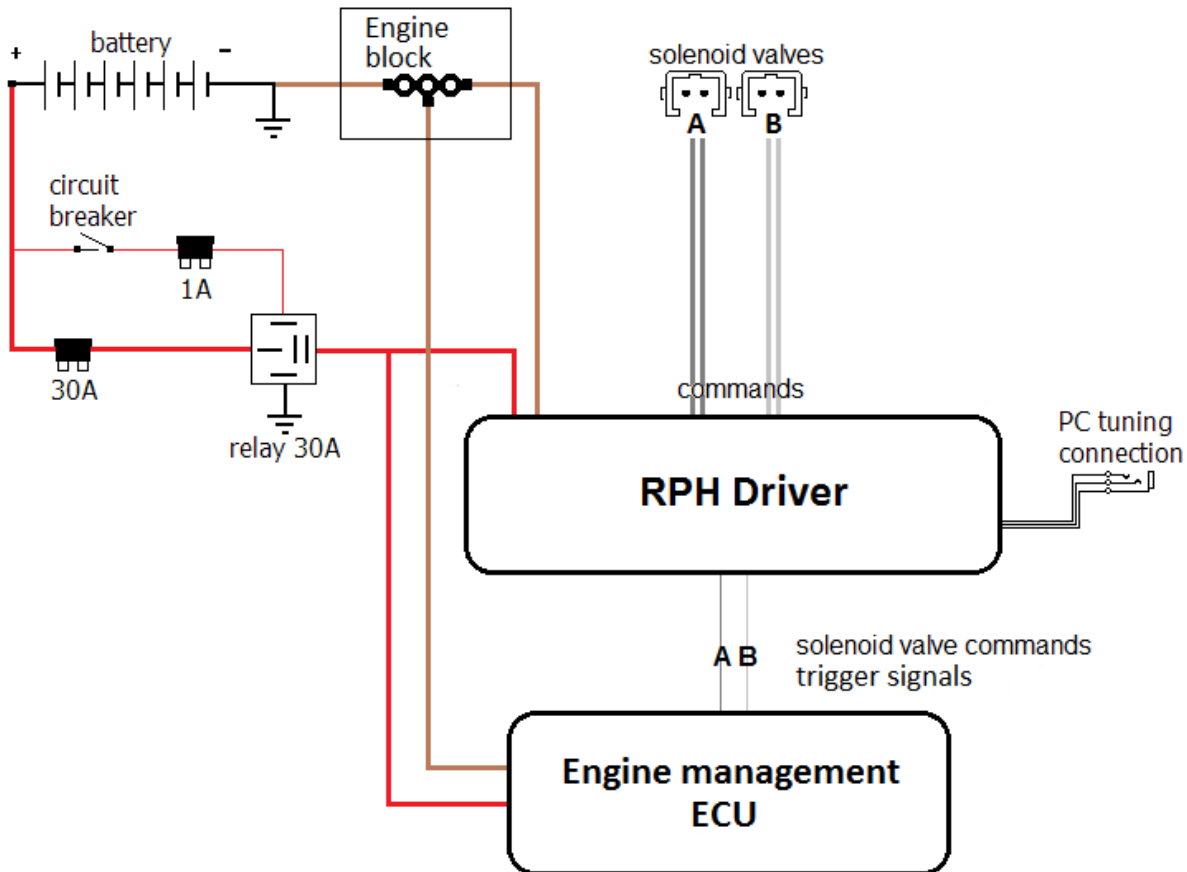 + battery -
Engine
block
solenoid valves
A B
circuit
breaker
1A
30A
relay 30A
commands
PC tuning
connection
RPH Driver
A B
solenoid valve commands
trigger signals
Engine management
ECU